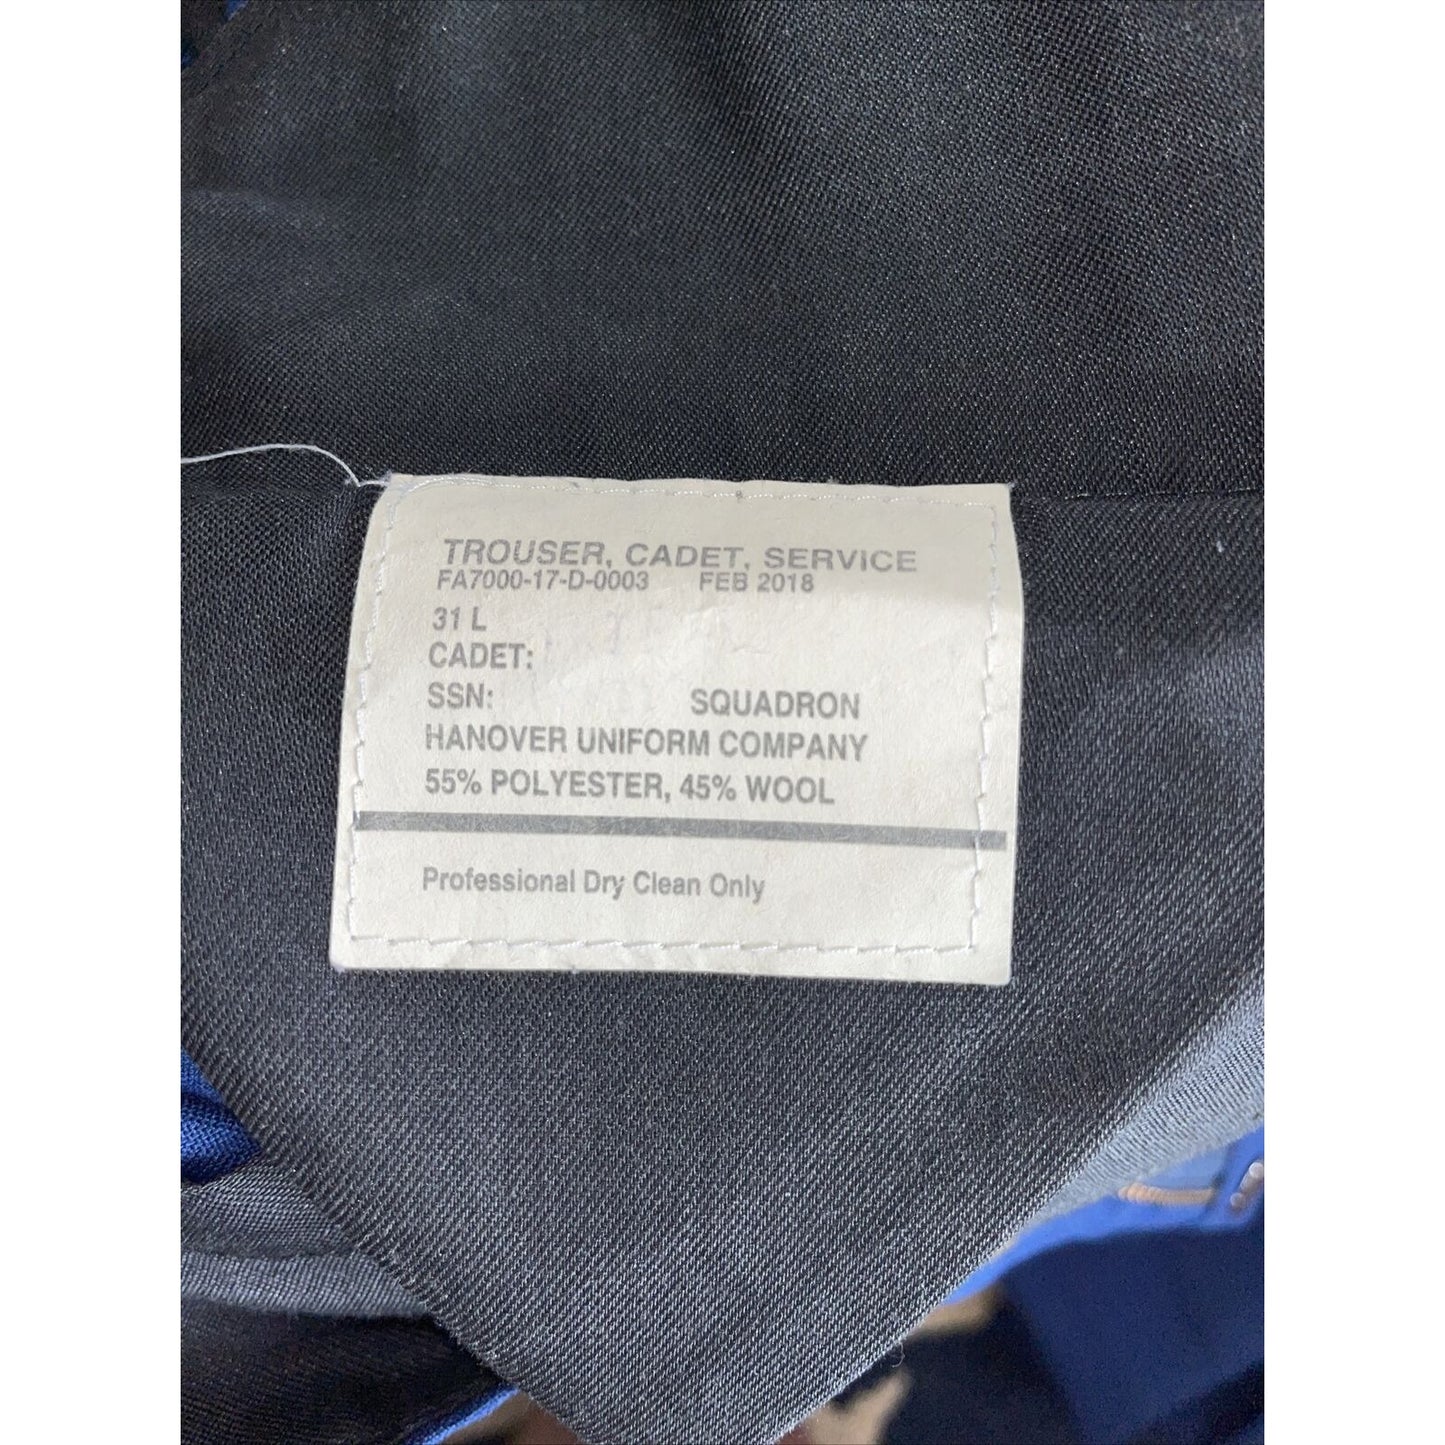 TROUSER, CADET, SERVICE
FA7000-17-D-0003 FEB 2018
31 L
CADET:
SSN: SQUADRON
HANOVER UNIFORM COMPANY
55% POLYESTER, 45% WOOL
Professional Dry Clean Only